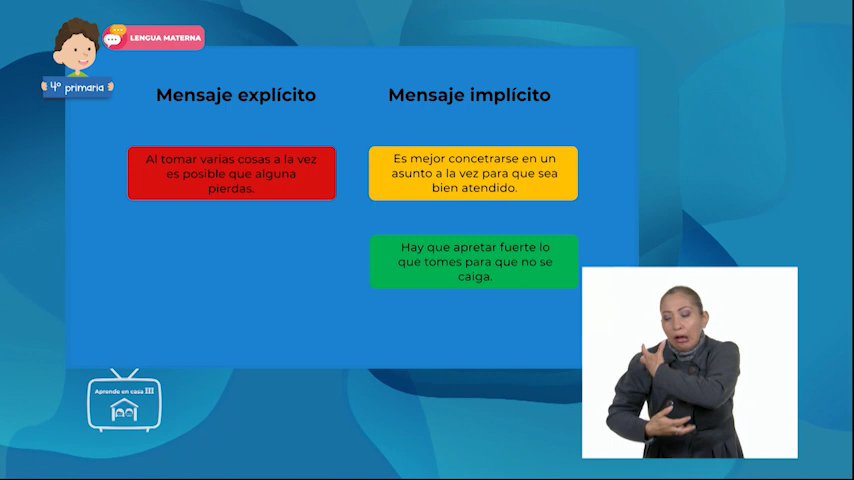 LENGUA MATERNA
4º primaria
Mensaje explícito
Mensaje implícito
Al tomar varias cosas a la vez
es posible que alguna
pierdas.
Es mejor concetrarse en un
asunto a la vez para que sea
bien atendido.
Hay que apretar fuerte lo
que tomes para que no se
caiga.
Aprende en casa III